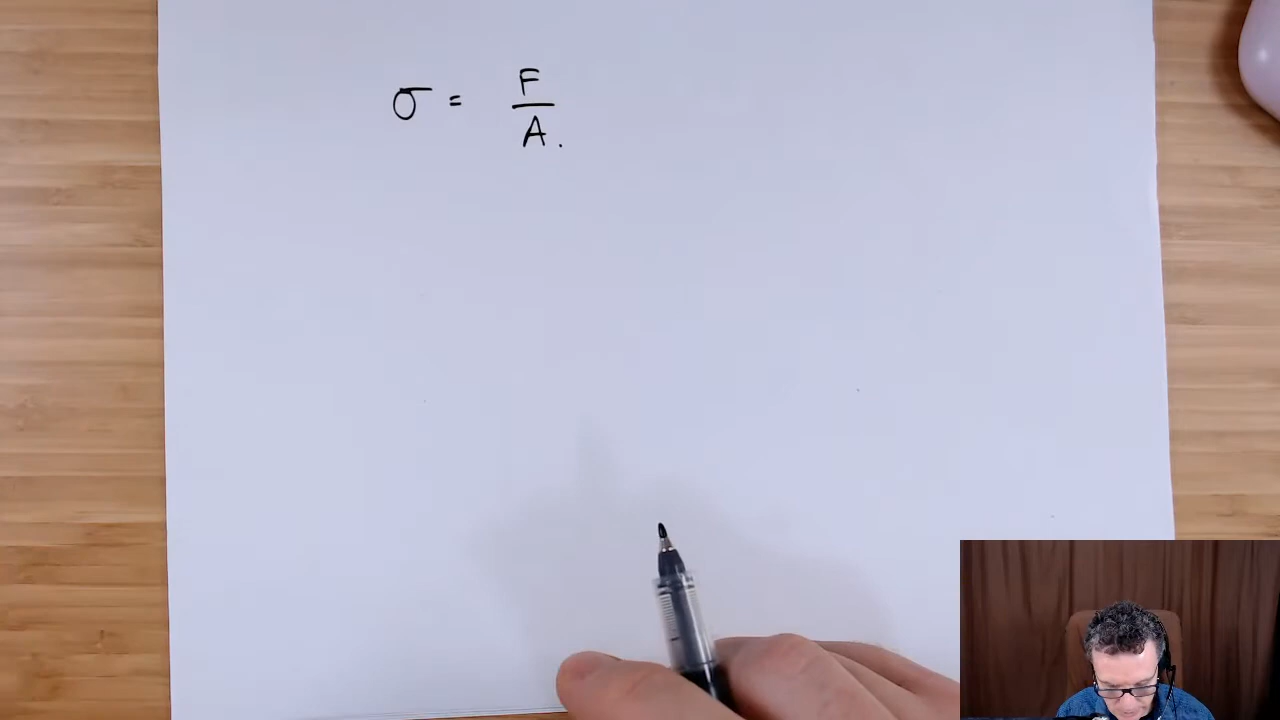 σ = F/A.